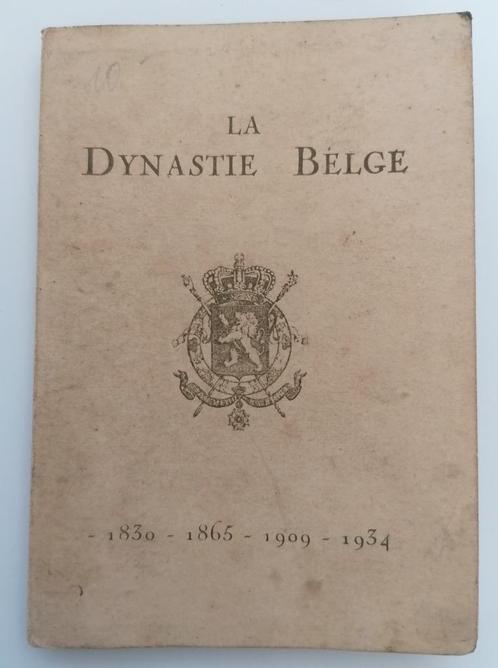 LA
DYNASTIE BELGE
- 1830 - 1865 - 1909 - 1934